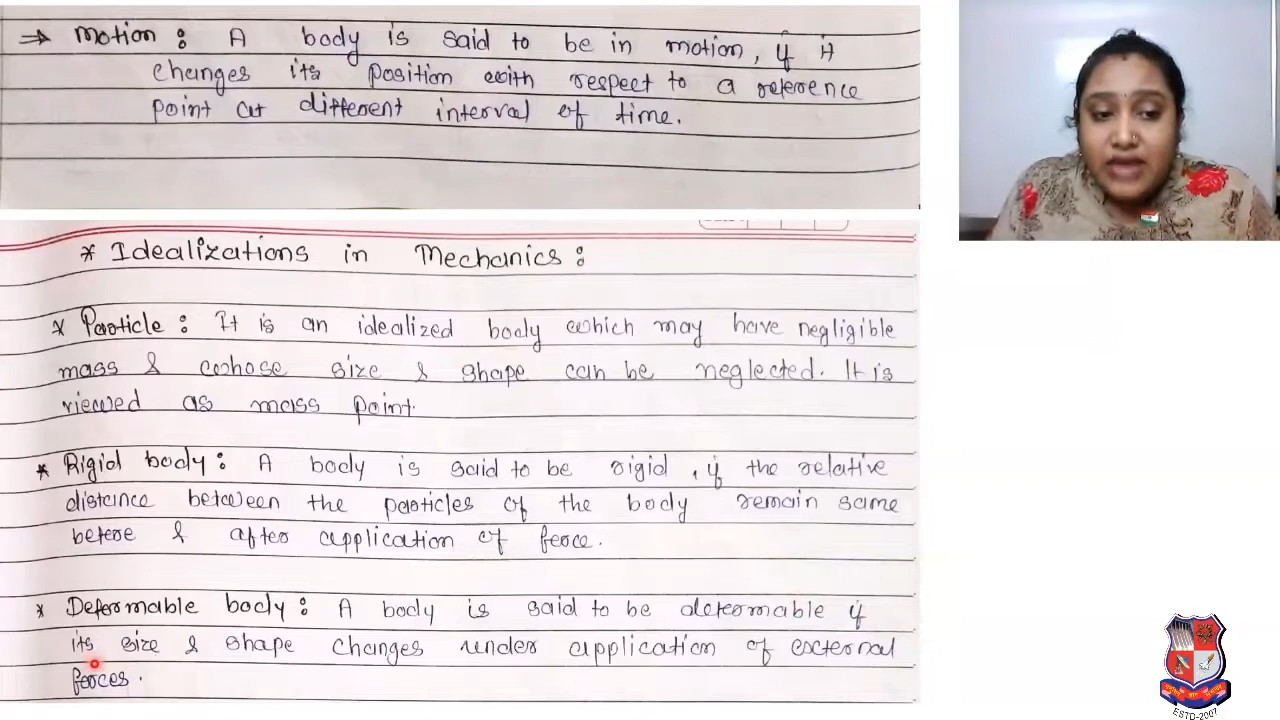 ⇒ Motion : A body is said to be in motion, if it
changes its position with respect to a reference
point at different interval of time.
* Idealizations in Mechanics :
* Particle : It is an idealized body which may have negligible
mass & whose size & shape can be neglected. It is
viewed as mass point.
* Rigid body : A body is said to be rigid, if the relative
distance between the particles of the body remain same
before & after application of force.
* Deformable body : A body is said to be deformable if
its size & shape changes under application of external
forces.
ESTD-2007